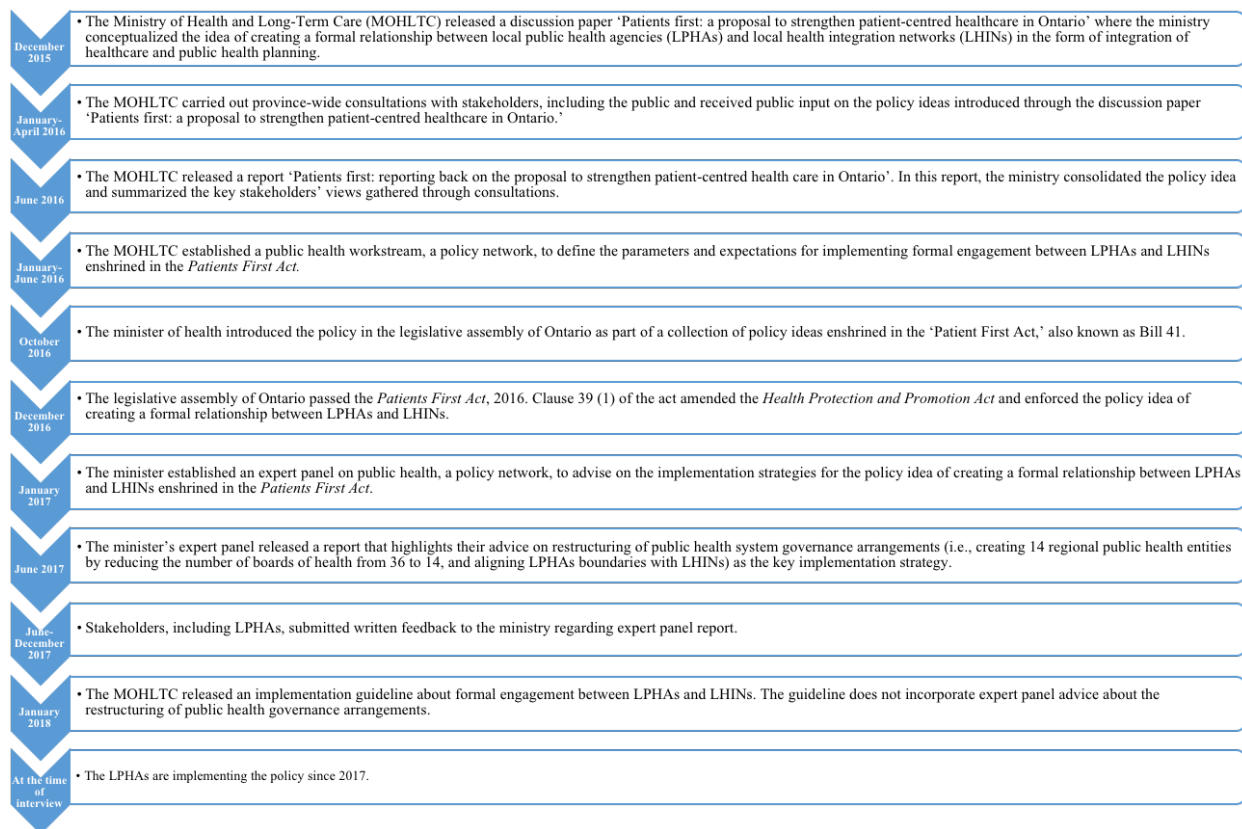 December
2015
• The Ministry of Health and Long-Term Care (MOHLTC) released a discussion paper ‘Patients first: a proposal to strengthen patient-centred healthcare in Ontario’ where the ministry
conceptualized the idea of creating a formal relationship between local public health agencies (LPHAs) and local health integration networks (LHINs) in the form of integration of
healthcare and public health planning.
January-
April 2016
• The MOHLTC carried out province-wide consultations with stakeholders, including the public and received public input on the policy ideas introduced through the discussion paper
‘Patients first: a proposal to strengthen patient-centred healthcare in Ontario.’
June 2016
• The MOHLTC released a report ‘Patients first: reporting back on the proposal to strengthen patient-centred health care in Ontario’. In this report, the ministry consolidated the policy idea
and summarized the key stakeholders’ views gathered through consultations.
January-
June 2016
• The MOHLTC established a public health workstream, a policy network, to define the parameters and expectations for implementing formal engagement between LPHAs and LHINs
enshrined in the Patients First Act.
October
2016
• The minister of health introduced the policy in the legislative assembly of Ontario as part of a collection of policy ideas enshrined in the ‘Patient First Act,’ also known as Bill 41.
December
2016
• The legislative assembly of Ontario passed the Patients First Act, 2016. Clause 39 (1) of the act amended the Health Protection and Promotion Act and enforced the policy idea of
creating a formal relationship between LPHAs and LHINs.
January
2017
• The minister established an expert panel on public health, a policy network, to advise on the implementation strategies for the policy idea of creating a formal relationship between LPHAs
and LHINs enshrined in the Patients First Act.
June 2017
• The minister’s expert panel released a report that highlights their advice on restructuring of public health system governance arrangements (i.e., creating 14 regional public health entities
by reducing the number of boards of health from 36 to 14, and aligning LPHAs boundaries with LHINs) as the key implementation strategy.
June-
December
2017
• Stakeholders, including LPHAs, submitted written feedback to the ministry regarding expert panel report.
January
2018
• The MOHLTC released an implementation guideline about formal engagement between LPHAs and LHINs. The guideline does not incorporate expert panel advice about the
restructuring of public health governance arrangements.
At the time
of
interview
• The LPHAs are implementing the policy since 2017.